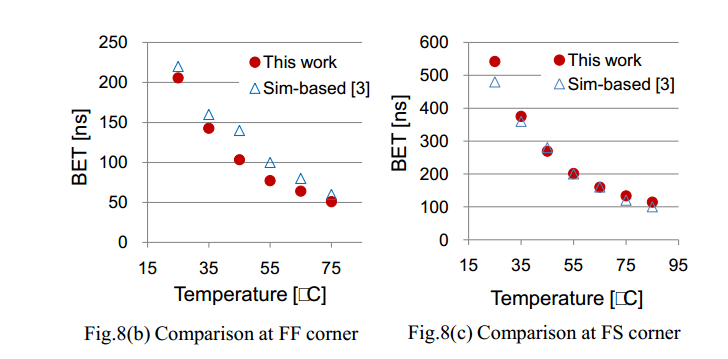 250
200
150
100
50
0
BET [ns]
This work
Sim-based [3]
15 35 55 75
Temperature [□C]
Fig.8(b) Comparison at FF corner
600
500
400
300
200
100
0
BET [ns]
This work
Sim-based [3]
15 35 55 75 95
Temperature [□C]
Fig.8(c) Comparison at FS corner